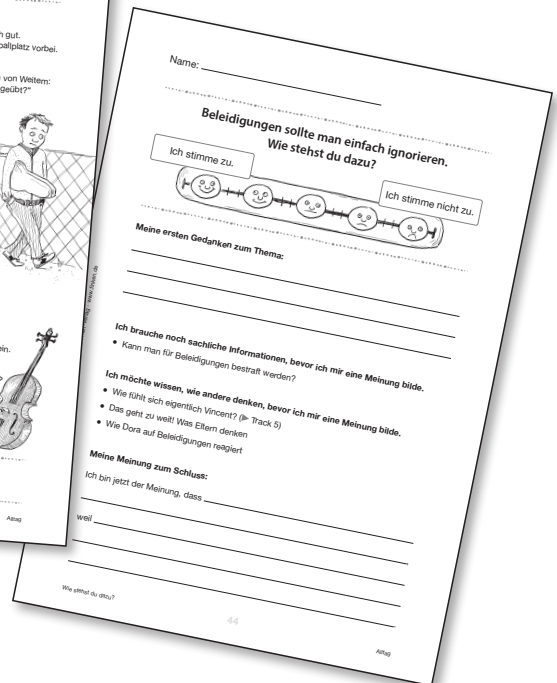 h gut.
ballplatz vorbei.
von Weitem:
geübt?"
ein.
Alltag
Name:
Beleidigungen sollte man einfach ignorieren.
Wie stehst du dazu?
Ich stimme zu.
Ich stimme nicht zu.
Meine ersten Gedanken zum Thema:
Ich brauche noch sachliche Informationen, bevor ich mir eine Meinung bilde.
• Kann man für Beleidigungen bestraft werden?
Ich möchte wissen, wie andere denken, bevor ich mir eine Meinung bilde.
• Wie fühlt sich eigentlich Vincent? (▶ Track 5)
• Das geht zu weit! Was Eltern denken
• Wie Dora auf Beleidigungen reagiert
Meine Meinung zum Schluss:
Ich bin jetzt der Meinung, dass
weil
Wie stehst du dazu?
44
Alltag